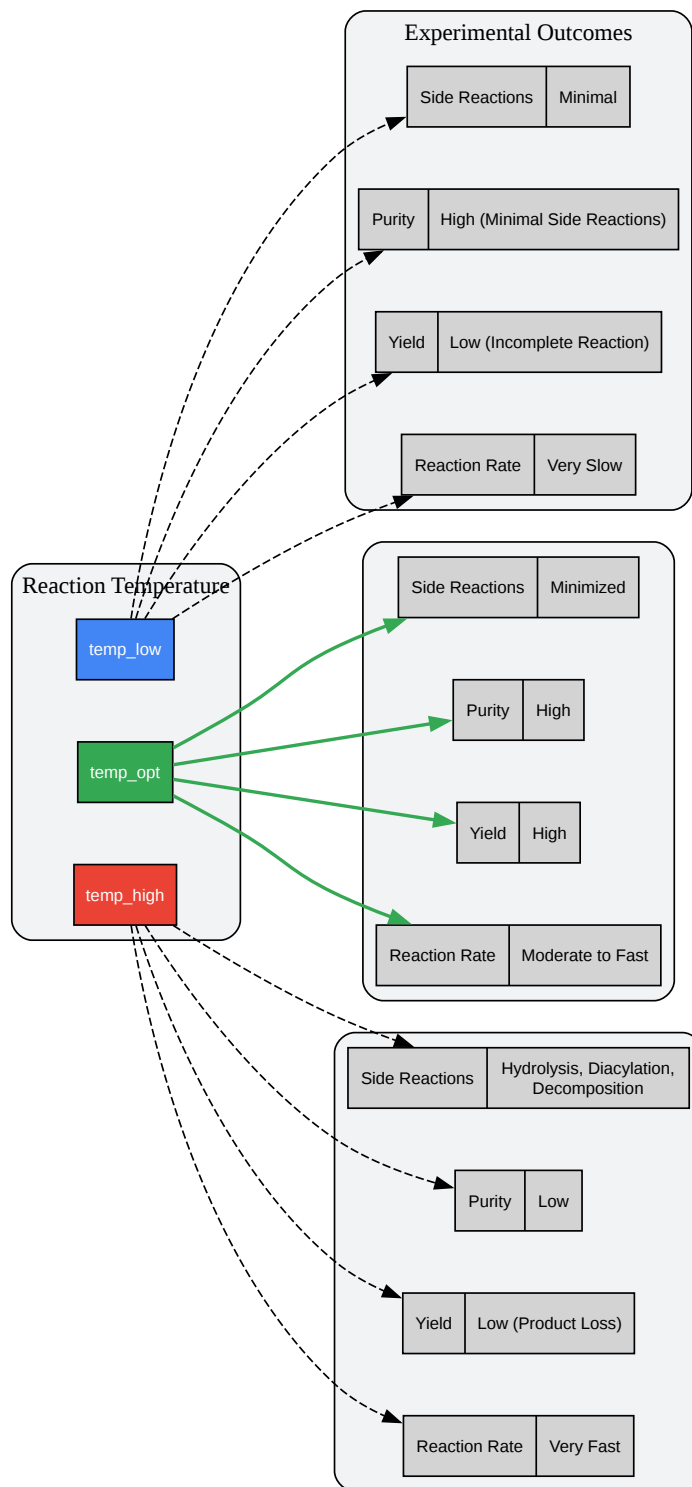 Experimental Outcomes
Side Reactions Minimal
Purity High (Minimal Side Reactions)
Yield Low (Incomplete Reaction)
Reaction Rate Very Slow
Reaction Temperature
temp_low
temp_opt
temp_high
Side Reactions Minimized
Purity High
Yield High
Reaction Rate Moderate to Fast
Side Reactions Hydrolysis, Diacylation,
Decomposition
Purity Low
Yield Low (Product Loss)
Reaction Rate Very Fast